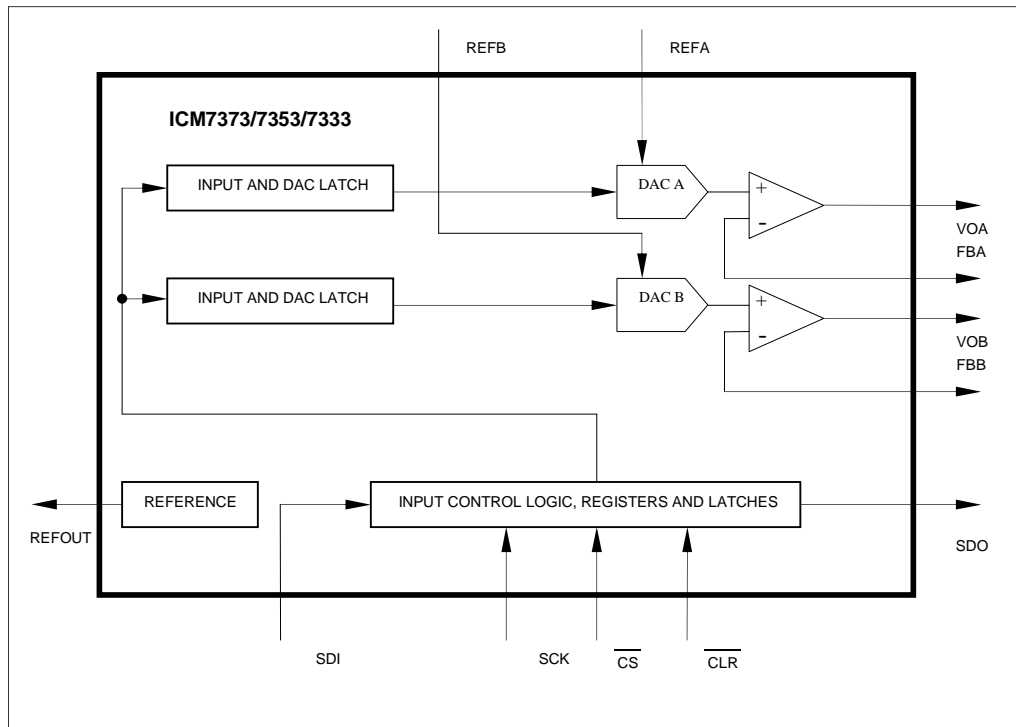 REFB
REFA
ICM7373/7353/7333
INPUT AND DAC LATCH
DAC A
+
-
VOA
FBA
INPUT AND DAC LATCH
DAC B
+
-
VOB
FBB
REFERENCE
INPUT CONTROL LOGIC, REGISTERS AND LATCHES
REFOUT
SDO
SDI
SCK
CS
CLR